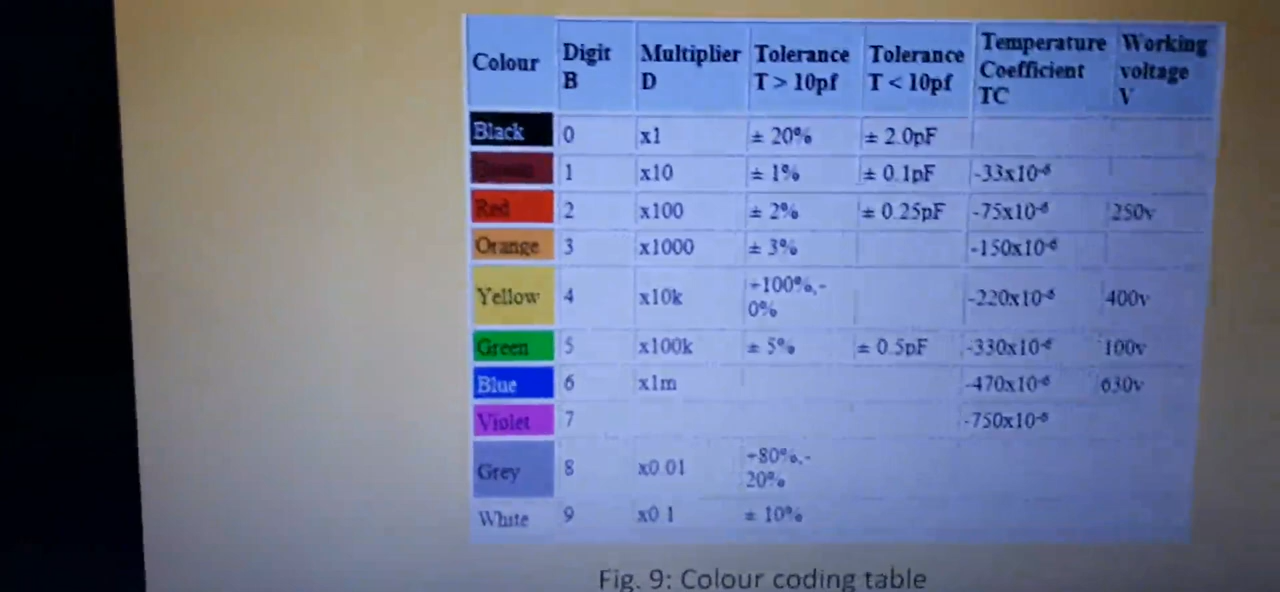 Colour Digit B Multiplier D Tolerance T > 10pf Tolerance T < 10pf Temperature Coefficient TC Working voltage V
Black 0 x1 ± 20% ± 2.0pF
Brown 1 x10 ± 1% ± 0.1pF -33x10-6
Red 2 x100 ± 2% ± 0.25pF -75x10-6 250v
Orange 3 x1000 ± 3% -150x10-6
Yellow 4 x10k +100%,-0% -220x10-6 400v
Green 5 x100k ± 5% ± 0.5pF -330x10-6 100v
Blue 6 x1m -470x10-6 630v
Violet 7 -750x10-6
Grey 8 x0.01 +80%,-20%
White 9 x0.1 ± 10%
Fig. 9: Colour coding table